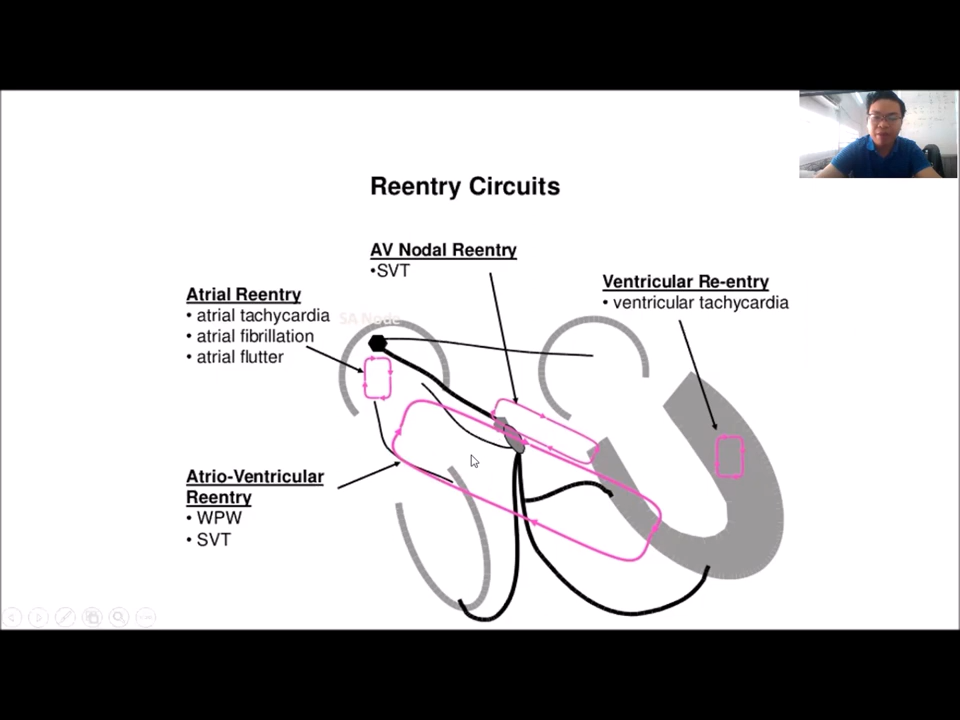 Reentry Circuits
AV Nodal Reentry
•SVT
Ventricular Re-entry
• ventricular tachycardia
Atrial Reentry
• atrial tachycardia
• atrial fibrillation
• atrial flutter
SA Node
Atrio-Ventricular
Reentry
• WPW
• SVT